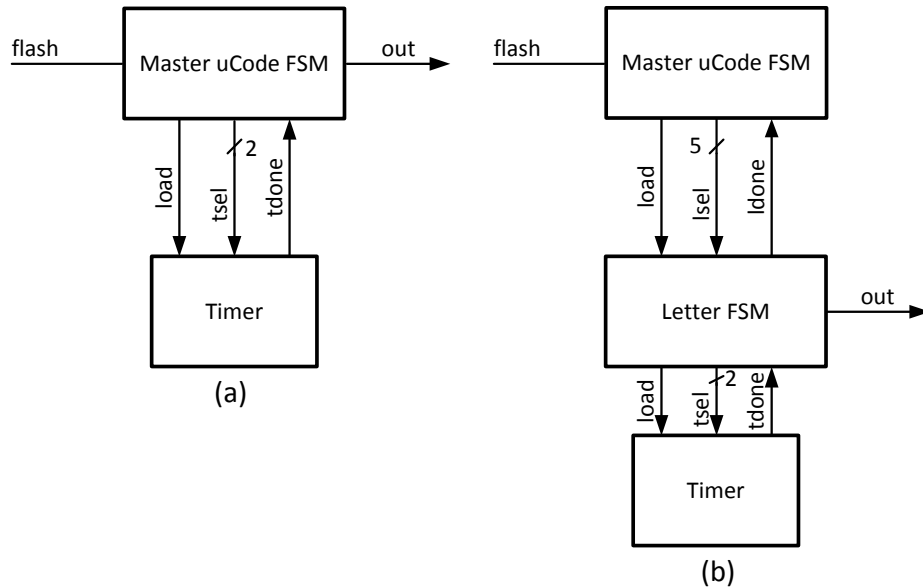 flash
Master uCode FSM
out
load
tsel
2
tdone
Timer
(a)
flash
Master uCode FSM
load
5
lsel
ldone
Letter FSM
out
load
tsel
2
tdone
Timer
(b)